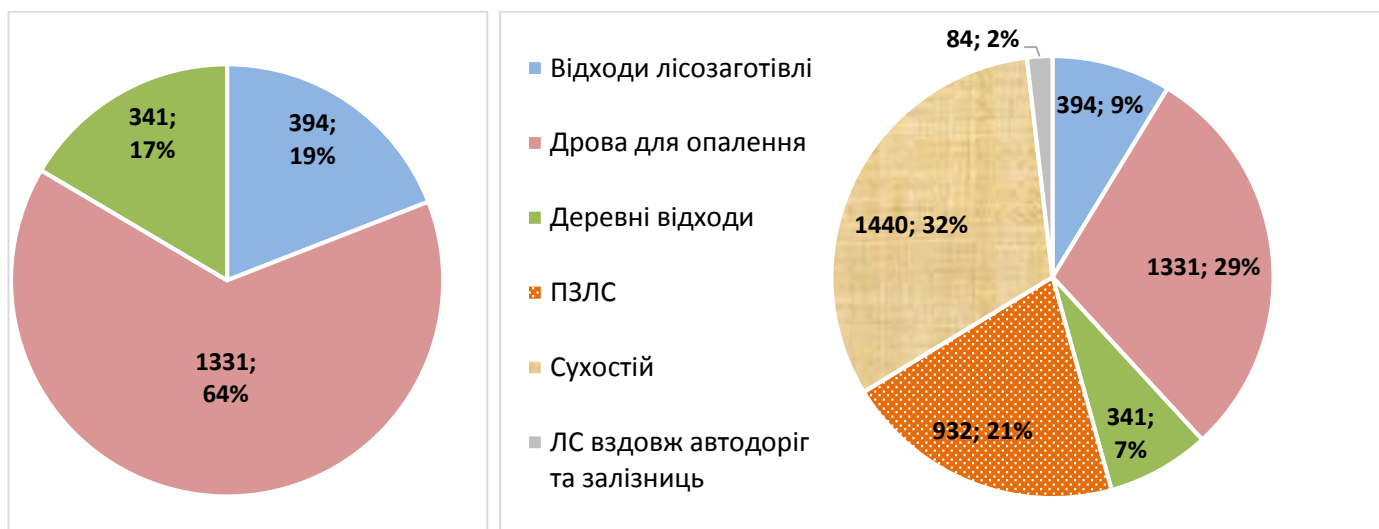 341;
17%
394;
19%
1331;
64%
Відходи лісозаготівлі
Дрова для опалення
Деревні відходи
ПЗЛС
Сухостій
ЛС вздовж автодоріг
та залізниць
84; 2%
394; 9%
1440; 32%
1331; 29%
932; 21%
341;
7%